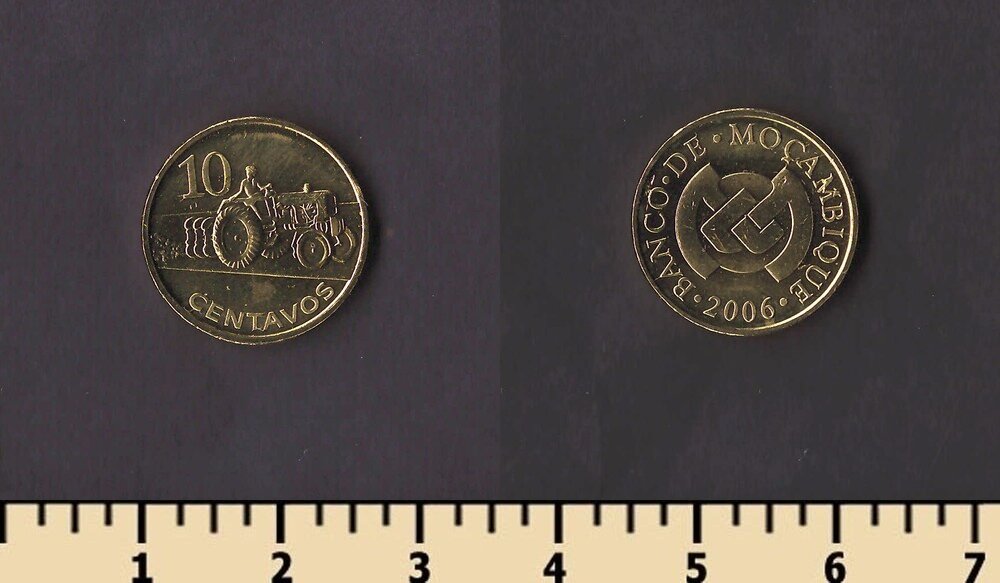 10
CENTAVOS
BANCO · DE · MOÇAMBIQUE · 2006 ·
1 2 3 4 5 6 7